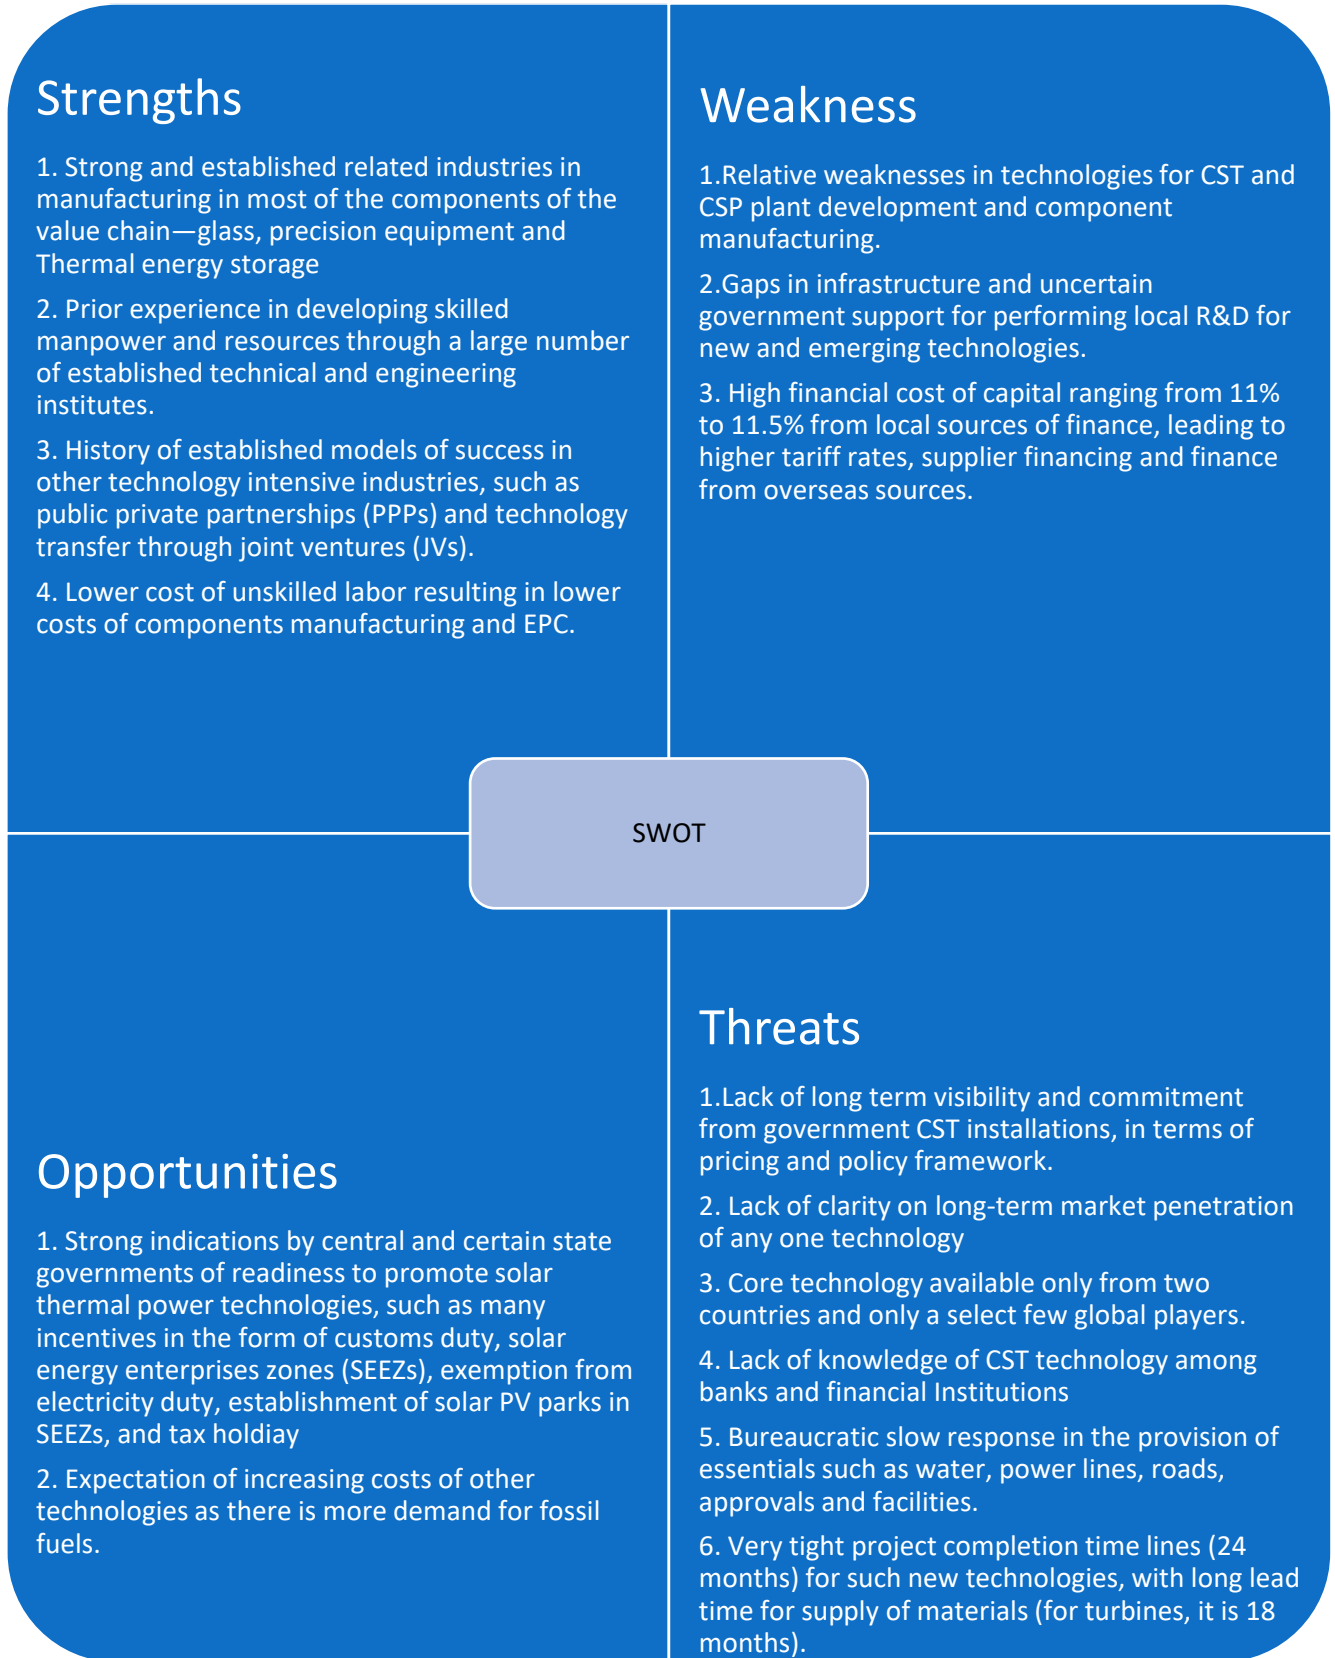 Strengths
1. Strong and established related industries in
manufacturing in most of the components of the
value chain—glass, precision equipment and
Thermal energy storage
2. Prior experience in developing skilled
manpower and resources through a large number
of established technical and engineering
institutes.
3. History of established models of success in
other technology intensive industries, such as
public private partnerships (PPPs) and technology
transfer through joint ventures (JVs).
4. Lower cost of unskilled labor resulting in lower
costs of components manufacturing and EPC.
Weakness
1.Relative weaknesses in technologies for CST and
CSP plant development and component
manufacturing.
2.Gaps in infrastructure and uncertain
government support for performing local R&D for
new and emerging technologies.
3. High financial cost of capital ranging from 11%
to 11.5% from local sources of finance, leading to
higher tariff rates, supplier financing and finance
from overseas sources.
SWOT
Opportunities
1. Strong indications by central and certain state
governments of readiness to promote solar
thermal power technologies, such as many
incentives in the form of customs duty, solar
energy enterprises zones (SEEZs), exemption from
electricity duty, establishment of solar PV parks in
SEEZs, and tax holdiay
2. Expectation of increasing costs of other
technologies as there is more demand for fossil
fuels.
Threats
1.Lack of long term visibility and commitment
from government CST installations, in terms of
pricing and policy framework.
2. Lack of clarity on long-term market penetration
of any one technology
3. Core technology available only from two
countries and only a select few global players.
4. Lack of knowledge of CST technology among
banks and financial Institutions
5. Bureaucratic slow response in the provision of
essentials such as water, power lines, roads,
approvals and facilities.
6. Very tight project completion time lines (24
months) for such new technologies, with long lead
time for supply of materials (for turbines, it is 18
months).